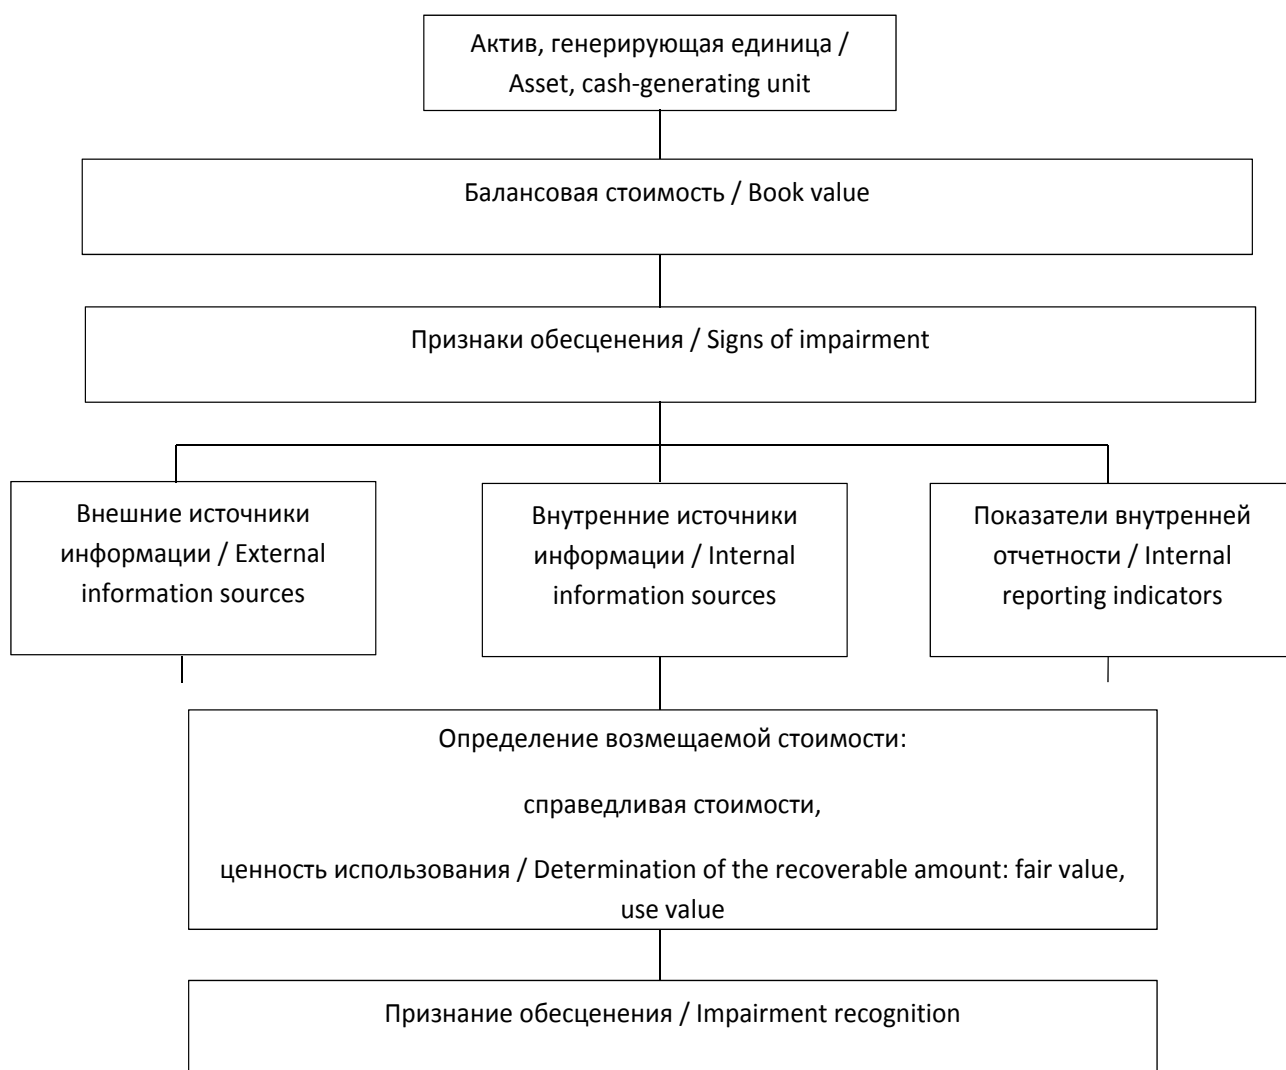 Актив, генерирующая единица /
Asset, cash-generating unit
Балансовая стоимость / Book value
Признаки обесценения / Signs of impairment
Внешние источники
информации / External
information sources
Внутренние источники
информации / Internal
information sources
Показатели внутренней
отчетности / Internal
reporting indicators
Определение возмещаемой стоимости:
справедливая стоимости,
ценность использования / Determination of the recoverable amount: fair value,
use value
Признание обесценения / Impairment recognition